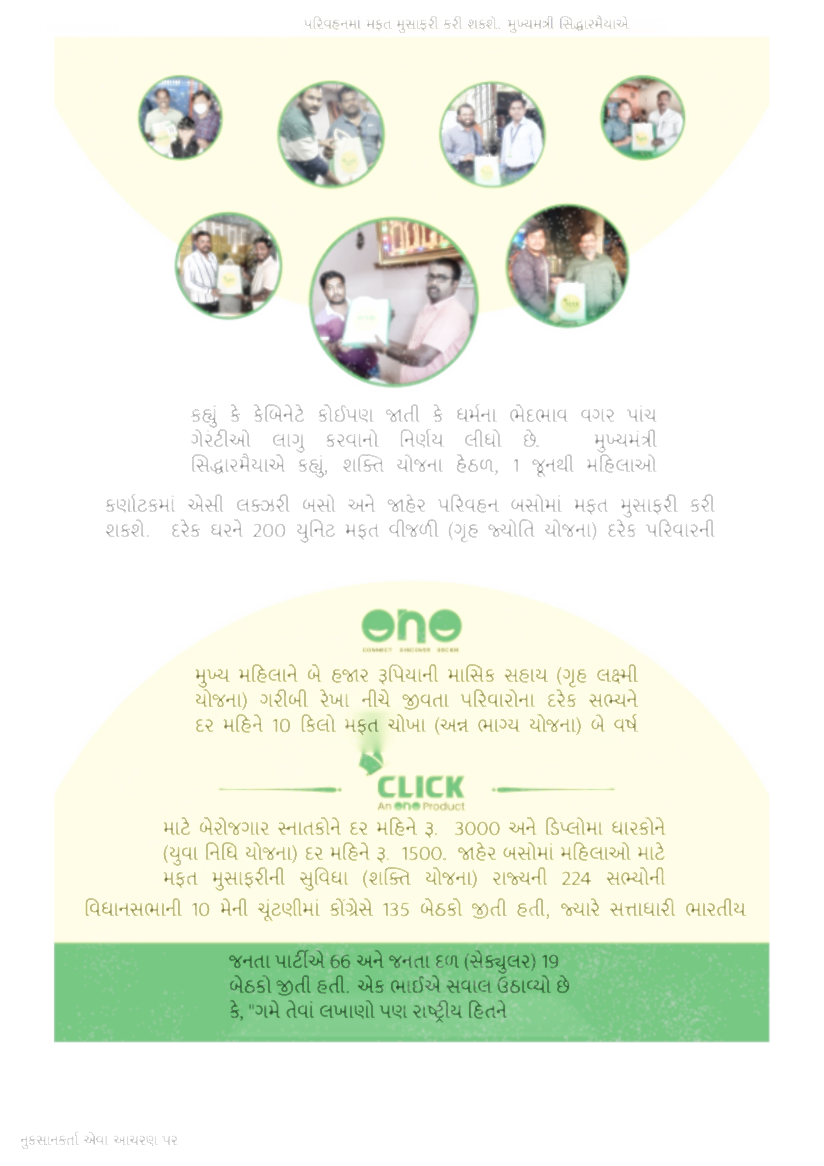 પરિવહનમા મફત મુસાફરી કરી શકશે. મુખ્યમત્રી સિદ્ધારમૈયાએ
કહ્યું કે કેબિનેટે કોઈપણ જાતી કે ધર્મના ભેદભાવ વગર પાંચ
ગેરંટીઓ લાગુ કરવાનો નિર્ણય લીધો છે. મુખ્યમંત્રી
સિદ્ધારમૈયાએ કહ્યું, શક્તિ યોજના હેઠળ, 1 જૂનથી મહિલાઓ
કર્ણાટકમાં એસી લક્ઝરી બસો અને જાહેર પરિવહન બસોમાં મફત મુસાફરી કરી
શકશે. દરેક ઘરને 200 યુનિટ મફત વીજળી (ગૃહ જ્યોતિ યોજના) દરેક પરિવારની
ono
CONNECT DISCOVER
મુખ્ય મહિલાને બે હજાર રૂપિયાની માસિક સહાય (ગૃહ લક્ષ્મી
યોજના) ગરીબી રેખા નીચે જીવતા પરિવારોના દરેક સભ્યને
દર મહિને 10 કિલો મફત ચોખા (અન્ન ભાગ્ય યોજના) બે વર્ષ
CLICK
An ono Product
માટે બેરોજગાર સ્નાતકોને દર મહિને રૂ. 3000 અને ડિપ્લોમા ધારકોને
(યુવા નિધિ યોજના) દર મહિને રૂ. 1500. જાહેર બસોમાં મહિલાઓ માટે
મફત મુસાફરીની સુવિધા (શક્તિ યોજના) રાજ્યની 224 સભ્યોની
વિધાનસભાની 10 મેની ચૂંટણીમાં કોંગ્રેસે 135 બેઠકો જીતી હતી, જ્યારે સત્તાધારી ભારતીય
જનતા પાર્ટીએ 66 અને જનતા દળ (સેક્યુલર) 19
બેઠકો જીતી હતી. એક ભાઈએ સવાલ ઉઠાવ્યો છે
કે, "ગમે તેવાં લખાણો પણ રાષ્ટ્રીય હિતને
નુકસાનકર્તા એવા આચરણ પર